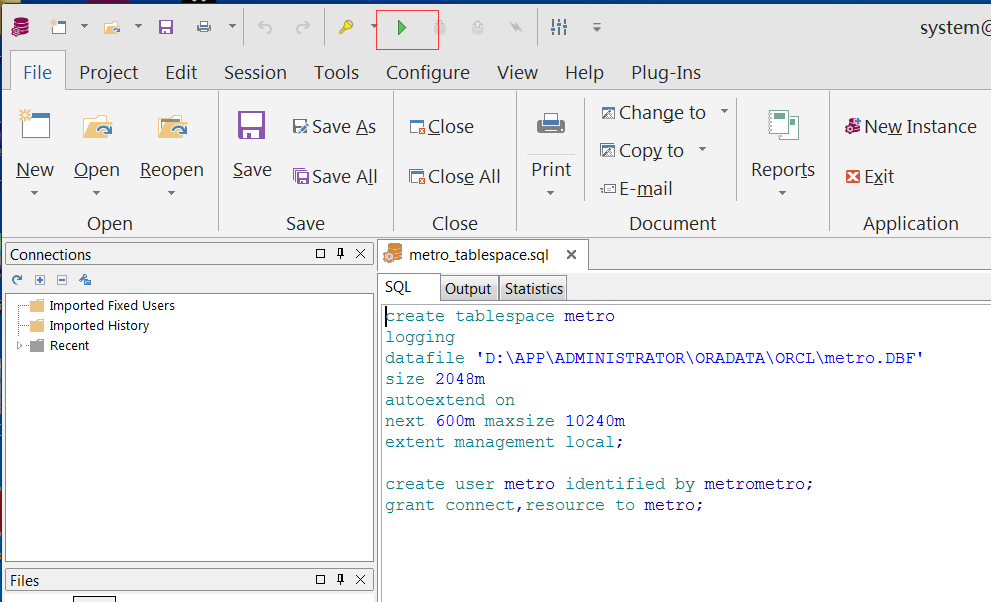 system@
File Project Edit Session Tools Configure View Help Plug-Ins
New Open Reopen Save Save As Save All Close Close All Print Change to Copy to E-mail Reports New Instance Exit
Open Save Close Document Application
Connections
Imported Fixed Users
Imported History
Recent
Files
metro_tablespace.sql
SQL Output Statistics
create tablespace metro
logging
datafile 'D:\APP\ADMINISTRATOR\ORADATA\ORCL\metro.DBF'
size 2048m
autoextend on
next 600m maxsize 10240m
extent management local;
create user metro identified by metrometro;
grant connect,resource to metro;